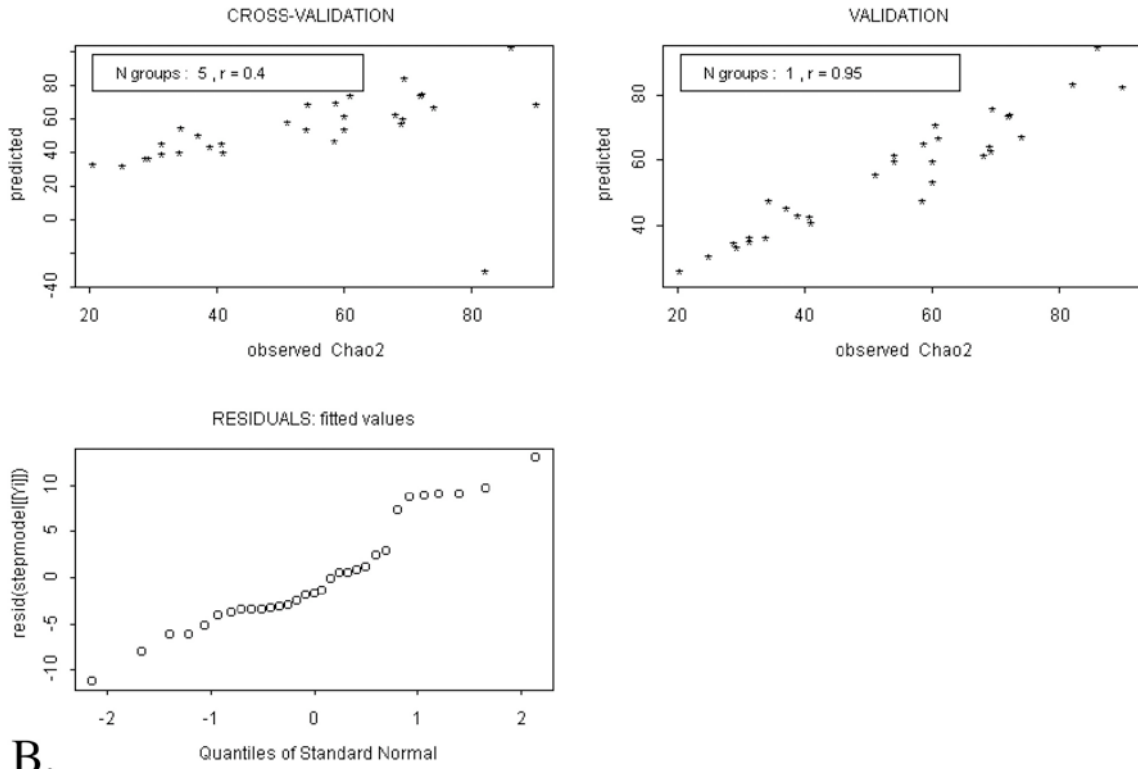 CROSS-VALIDATION
N groups : 5 , r = 0.4
predicted
80
60
40
20
0
-40
20 40 60 80
observed Chao2
VALIDATION
N groups : 1 , r = 0.95
predicted
80
60
40
20 40 60 80
observed Chao2
RESIDUALS: fitted values
resid(stepmodel[[Yi]])
10
5
0
-5
-10
-2 -1 0 1 2
Quantiles of Standard Normal
B.